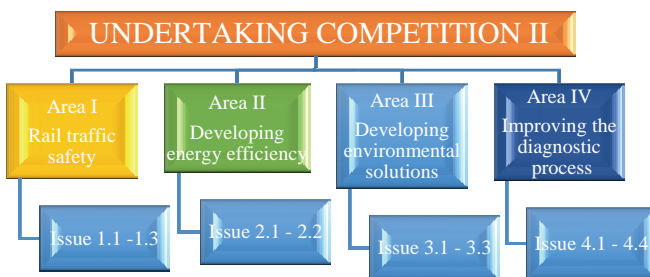 UNDERTAKING COMPETITION II
Area I
Rail traffic
safety
Area II
Developing
energy efficiency
Area III
Developing
environmental
solutions
Area IV
Improving the
diagnostic
process
Issue 1.1 -1.3
Issue 2.1 - 2.2
Issue 3.1 - 3.3
Issue 4.1 - 4.4